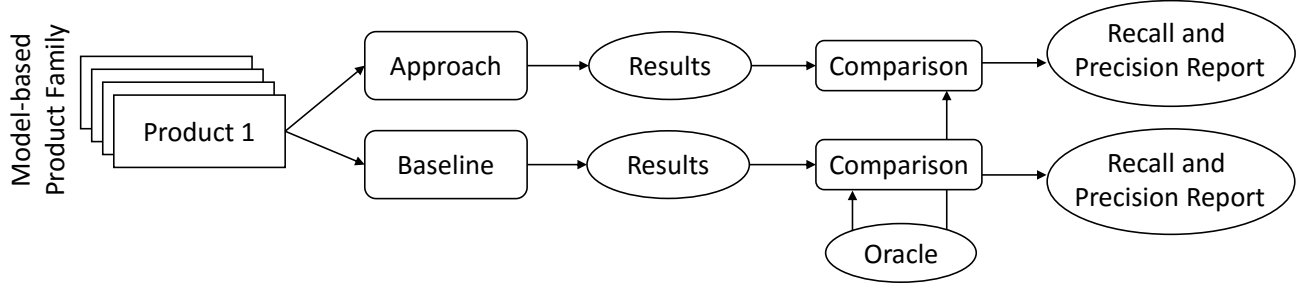 Model-based
Product Family
Product 1
Approach
Results
Comparison
Recall and
Precision Report
Baseline
Results
Comparison
Recall and
Precision Report
Oracle